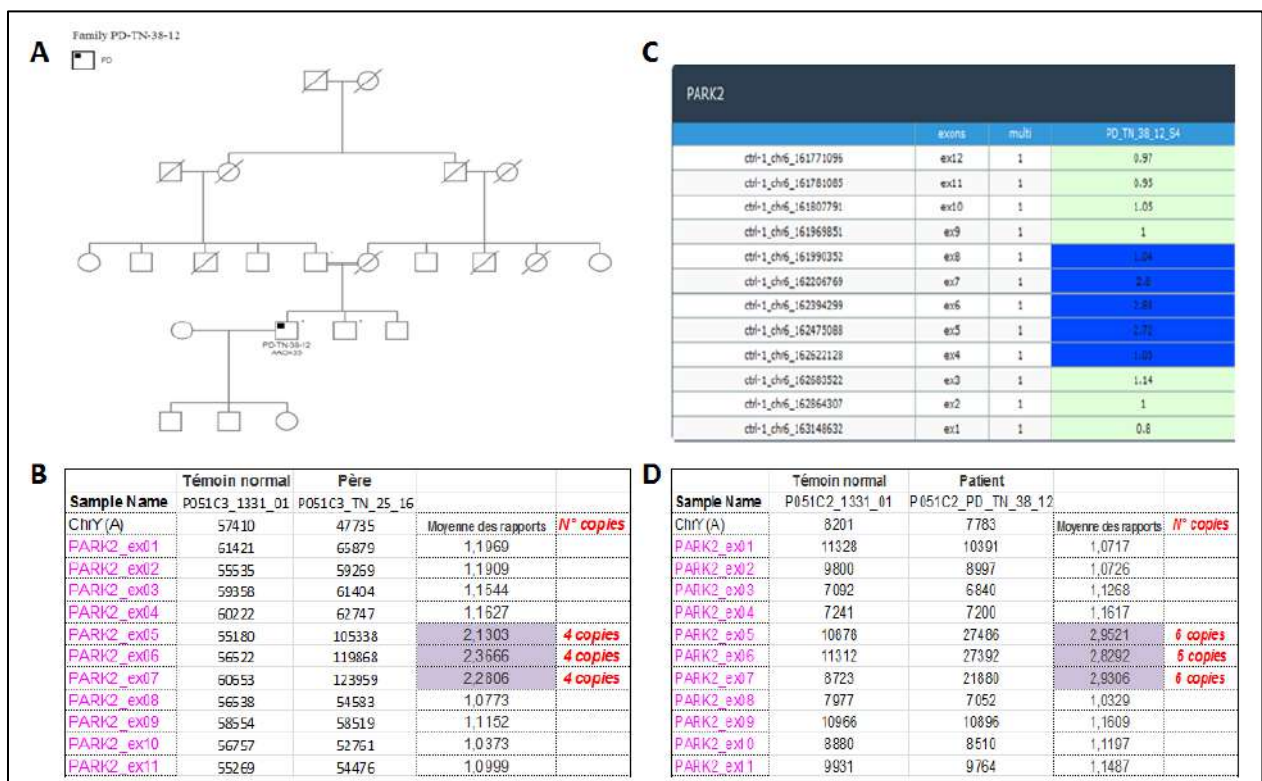 A
Family PD-TN-38-12
PD
PD-TN-38-12
B
Témoin normal Père
Sample Name P051C3_1331_01 P051C3_TN_25_16
ChrY(A) 57410 47735 Moyenne des rapports N° copies
PARK2_ex01 61421 65879 1,1969
PARK2_ex02 55535 59269 1,1909
PARK2_ex03 59358 61404 1,1544
PARK2_ex04 60222 62747 1,1627
PARK2_ex05 55180 105338 2,1303 4 copies
PARK2_ex06 56522 119868 2,3666 4 copies
PARK2_ex07 60653 123959 2,2806 4 copies
PARK2_ex08 56538 54583 1,0773
PARK2_ex09 58554 58519 1,1152
PARK2_ex10 56757 52761 1,0373
PARK2_ex11 55269 54476 1,0999
C
PARK2
exons multi PD_TN_38_12_S4
ctrl-1_chr6_161771096 ex12 1 0.97
ctrl-1_chr6_161781085 ex11 1 0.95
ctrl-1_chr6_161807791 ex10 1 1.05
ctrl-1_chr6_161969851 ex9 1 1
ctrl-1_chr6_161990352 ex8 1
ctrl-1_chr6_162206769 ex7 1
ctrl-1_chr6_162394299 ex6 1
ctrl-1_chr6_162475088 ex5 1
ctrl-1_chr6_162622128 ex4 1
ctrl-1_chr6_162683522 ex3 1 1.14
ctrl-1_chr6_162864307 ex2 1 1
ctrl-1_chr6_163148632 ex1 1 0.8
D
Témoin normal Patient
Sample Name P051C2_1331_01 P051C2_PD_TN_38_12
ChrY(A) 8201 7783 Moyenne des rapports N° copies
PARK2_ex01 11328 10391 1,0717
PARK2_ex02 9800 8997 1,0726
PARK2_ex03 7092 6840 1,1268
PARK2_ex04 7241 7200 1,1617
PARK2_ex05 10878 27486 2,9521 6 copies
PARK2_ex06 11312 27392 2,8292 6 copies
PARK2_ex07 8723 21880 2,9306 6 copies
PARK2_ex08 7977 7052 1,0329
PARK2_ex09 10966 10896 1,1609
PARK2_ex10 8880 8510 1,1197
PARK2_ex11 9931 9764 1,1487